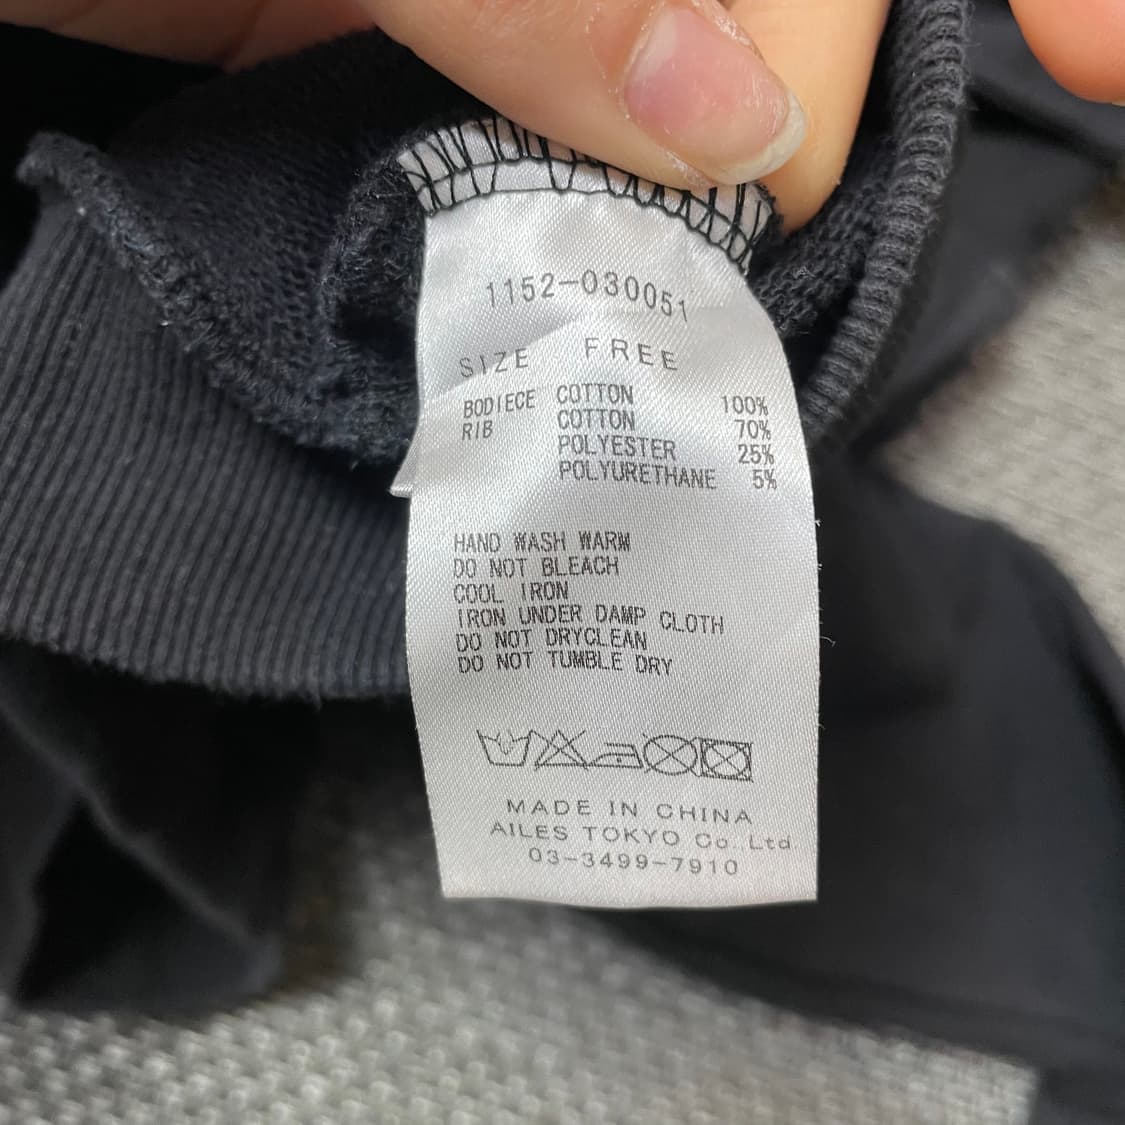 1152-030051
SIZE FREE
BODIECE COTTON 100%
RIB COTTON 70%
POLYESTER 25%
POLYURETHANE 5%
HAND WASH WARM
DO NOT BLEACH
COOL IRON
IRON UNDER DAMP CLOTH
DO NOT DRYCLEAN
DO NOT TUMBLE DRY
MADE IN CHINA
AILES TOKYO Co.Ltd.
03-3499-7910